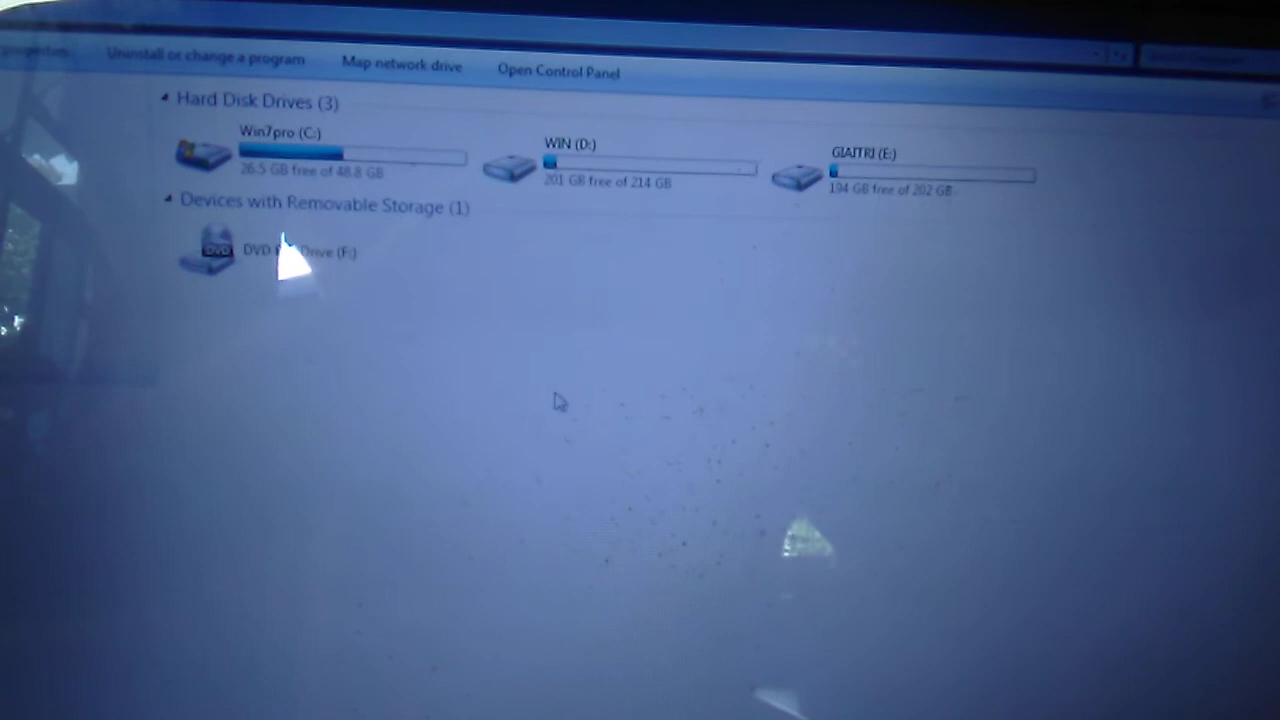 properties Uninstall or change a program Map network drive Open Control Panel
Hard Disk Drives (3)
Win7pro (C:)
26.5 GB free of 48.8 GB
WIN (D:)
201 GB free of 214 GB
GIAITRI (E:)
194 GB free of 202 GB
Devices with Removable Storage (1)
DVD Drive (F:)